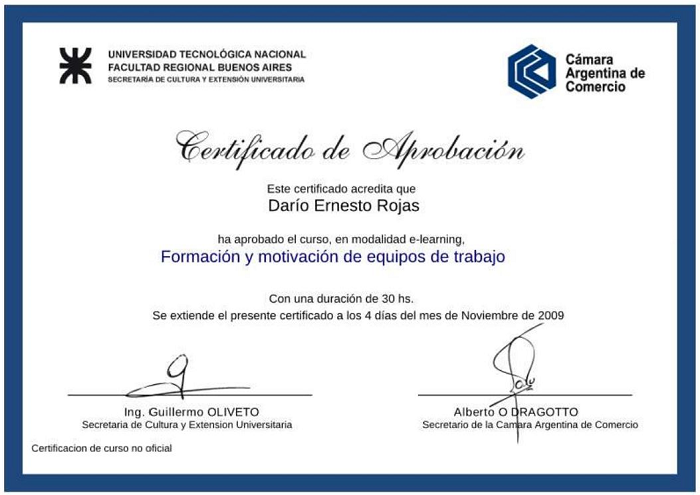 UNIVERSIDAD TECNOLÓGICA NACIONAL
FACULTAD REGIONAL BUENOS AIRES
SECRETARÍA DE CULTURA Y EXTENSIÓN UNIVERSITARIA
Cámara
Argentina de
Comercio
Certificado de Aprobación
Este certificado acredita que
Darío Ernesto Rojas
ha aprobado el curso, en modalidad e-learning,
Formación y motivación de equipos de trabajo
Con una duración de 30 hs.
Se extiende el presente certificado a los 4 días del mes de Noviembre de 2009
Ing. Guillermo OLIVETO
Secretaria de Cultura y Extension Universitaria
Alberto O DRAGOTTO
Secretario de la Camara Argentina de Comercio
Certificacion de curso no oficial